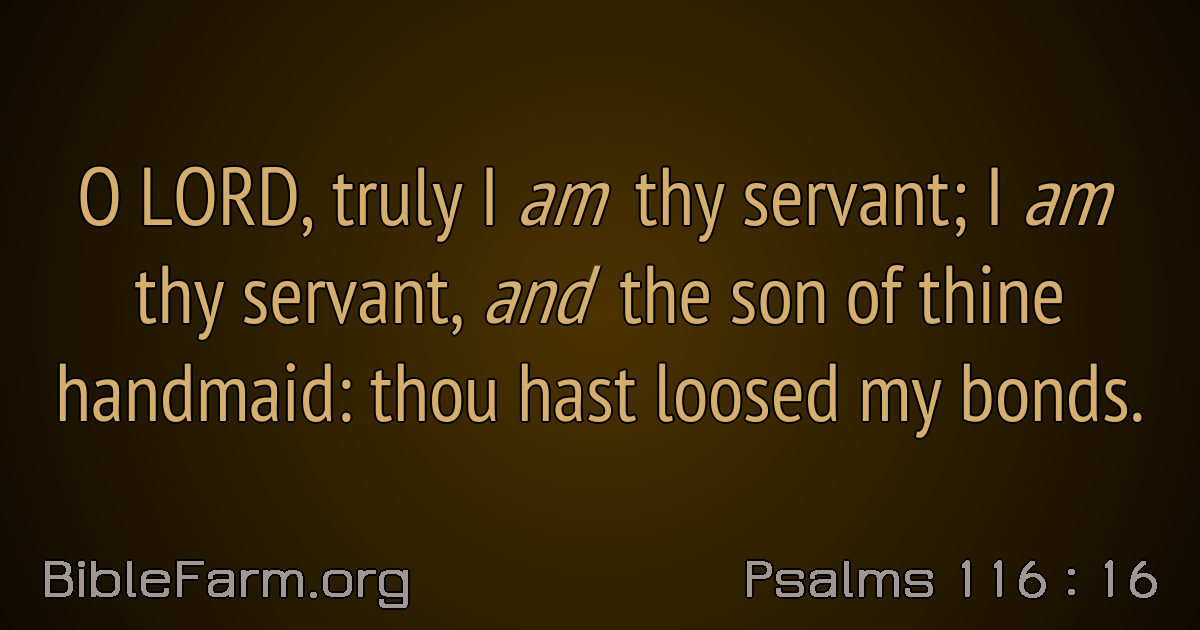 O LORD, truly I am thy servant; I am
thy servant, and the son of thine
handmaid: thou hast loosed my bonds.
BibleFarm.org
Psalms 116 : 16